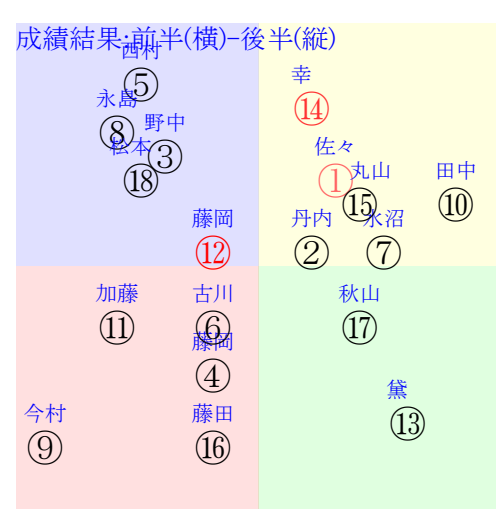 成績結果:前半(横)-後半(縦)
西村
⑤
幸
⑭
永島
⑧
野中
③
松本
⑱
佐々
①
丸山
⑮
田中
⑩
藤岡
⑫
丹内
②
水沼
⑦
加藤
⑪
古川
⑥
秋山
⑰
藤岡
④
黛
⑬
今村
⑨
藤田
⑯